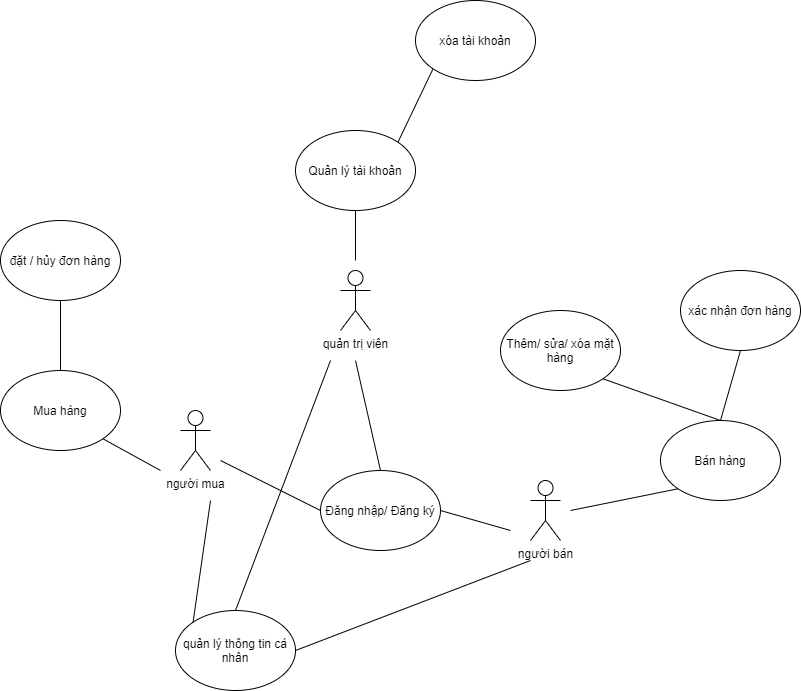 xóa tài khoản
Quản lý tài khoản
đặt / hủy đơn hàng
xác nhận đơn hàng
quản trị viên
Thêm/ sửa/ xóa mặt
hàng
Mua hàng
Bán hàng
người mua
Đăng nhập/ Đăng ký
người bán
quản lý thông tin cá
nhân